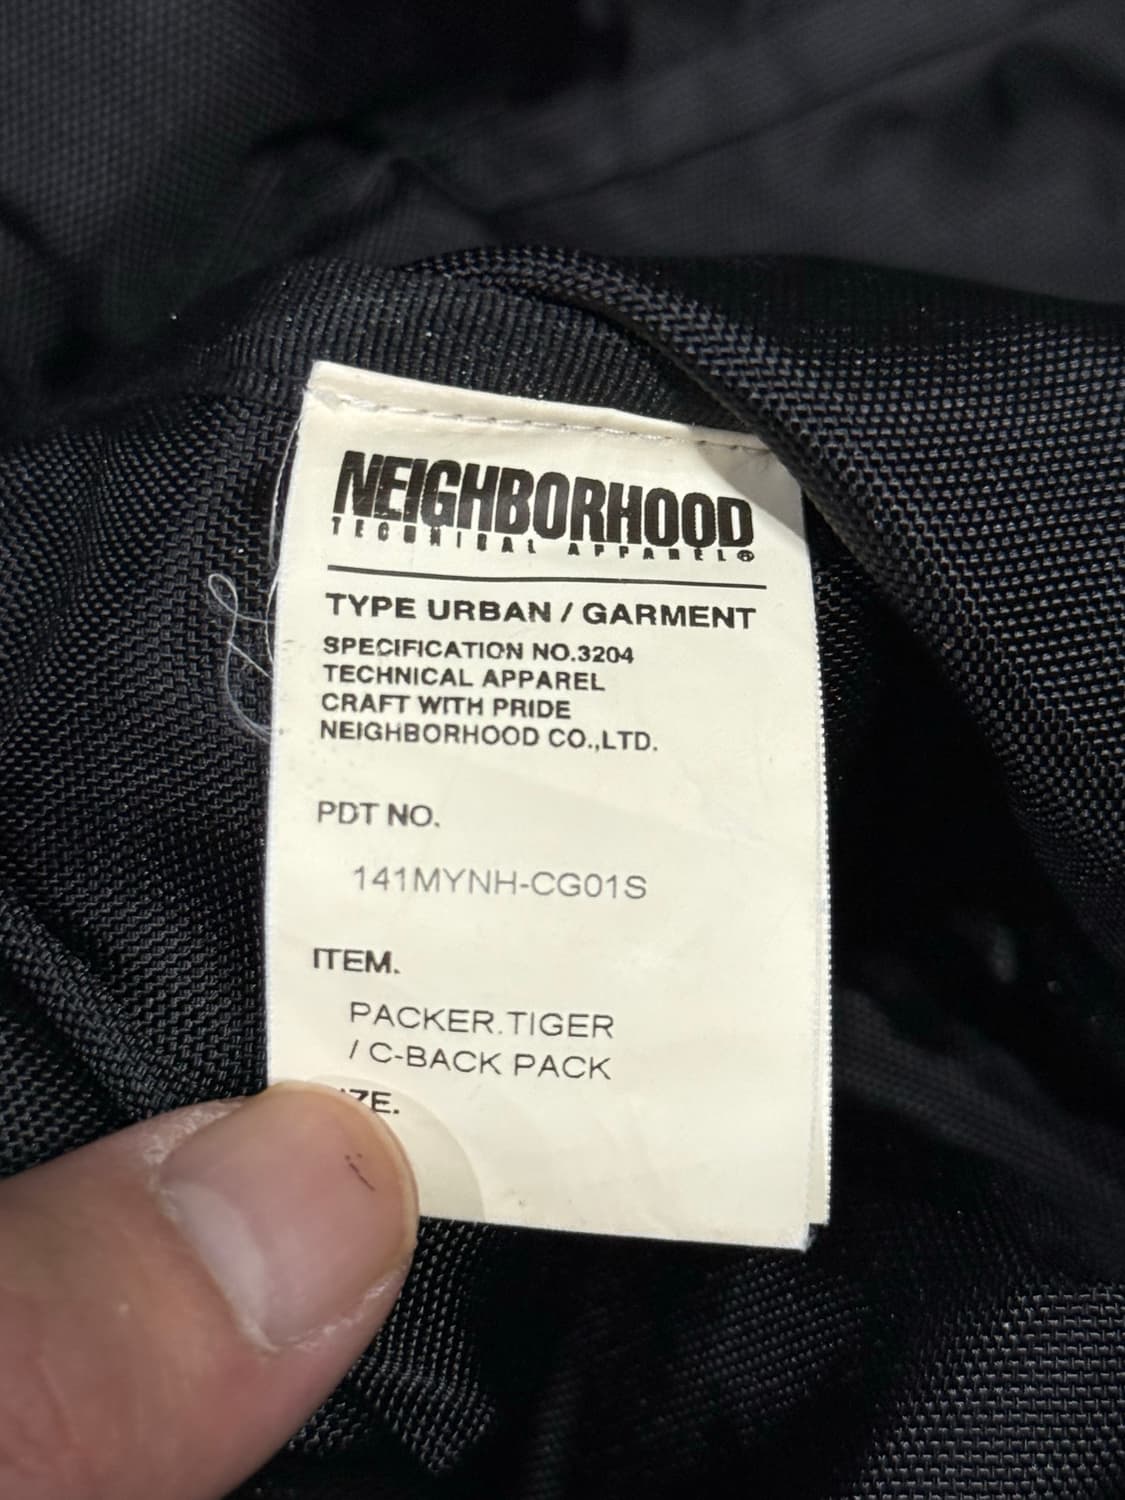 NEIGHBORHOOD
TECHNICAL APPAREL®
TYPE URBAN / GARMENT
SPECIFICATION NO.3204
TECHNICAL APPAREL
CRAFT WITH PRIDE
NEIGHBORHOOD CO.,LTD.
PDT NO.
141MYNH-CG01S
ITEM.
PACKER.TIGER
/ C-BACK PACK